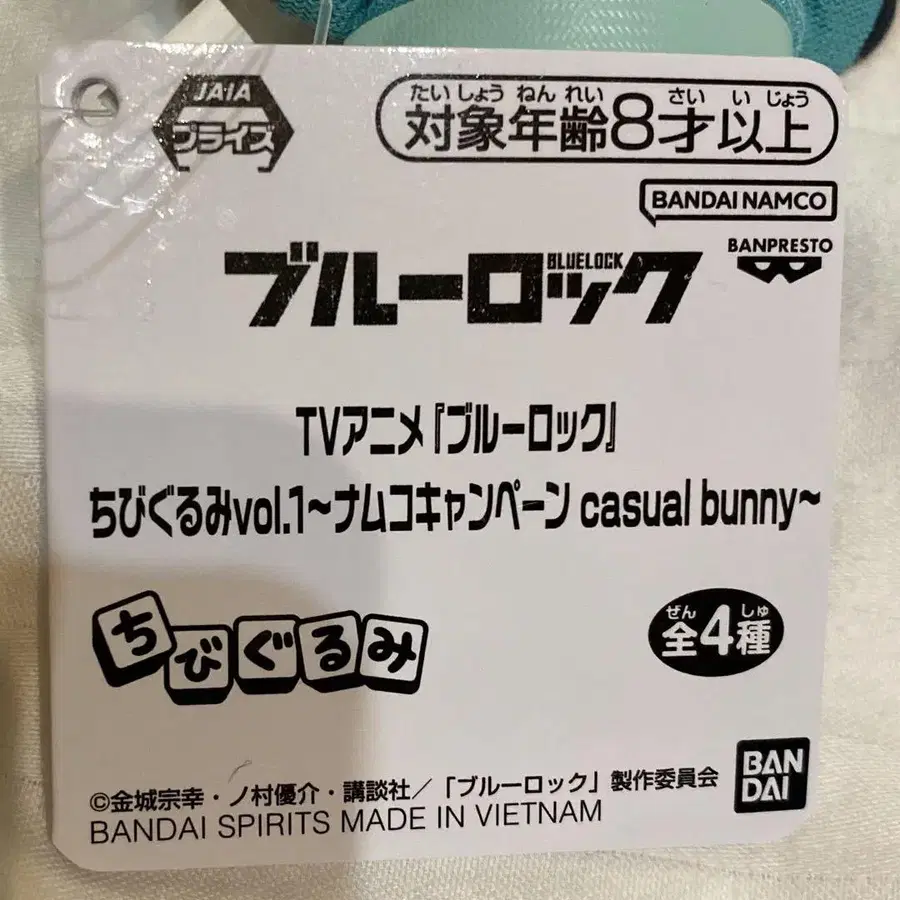 JAIA
プライズ
たいしょうねんれい さいいじょう
対象年齢8才以上
BANDAI NAMCO
BANPRESTO
ブルーロック
BLUELOCK
TVアニメ『ブルーロック』
ちびぐるみvol.1~ナムコキャンペーン casual bunny~
ちびぐるみ
ぜん しゅ
全4種
©金城宗幸・ノ村優介・講談社/「ブルーロック」製作委員会
BANDAI SPIRITS MADE IN VIETNAM
BAN
DAI